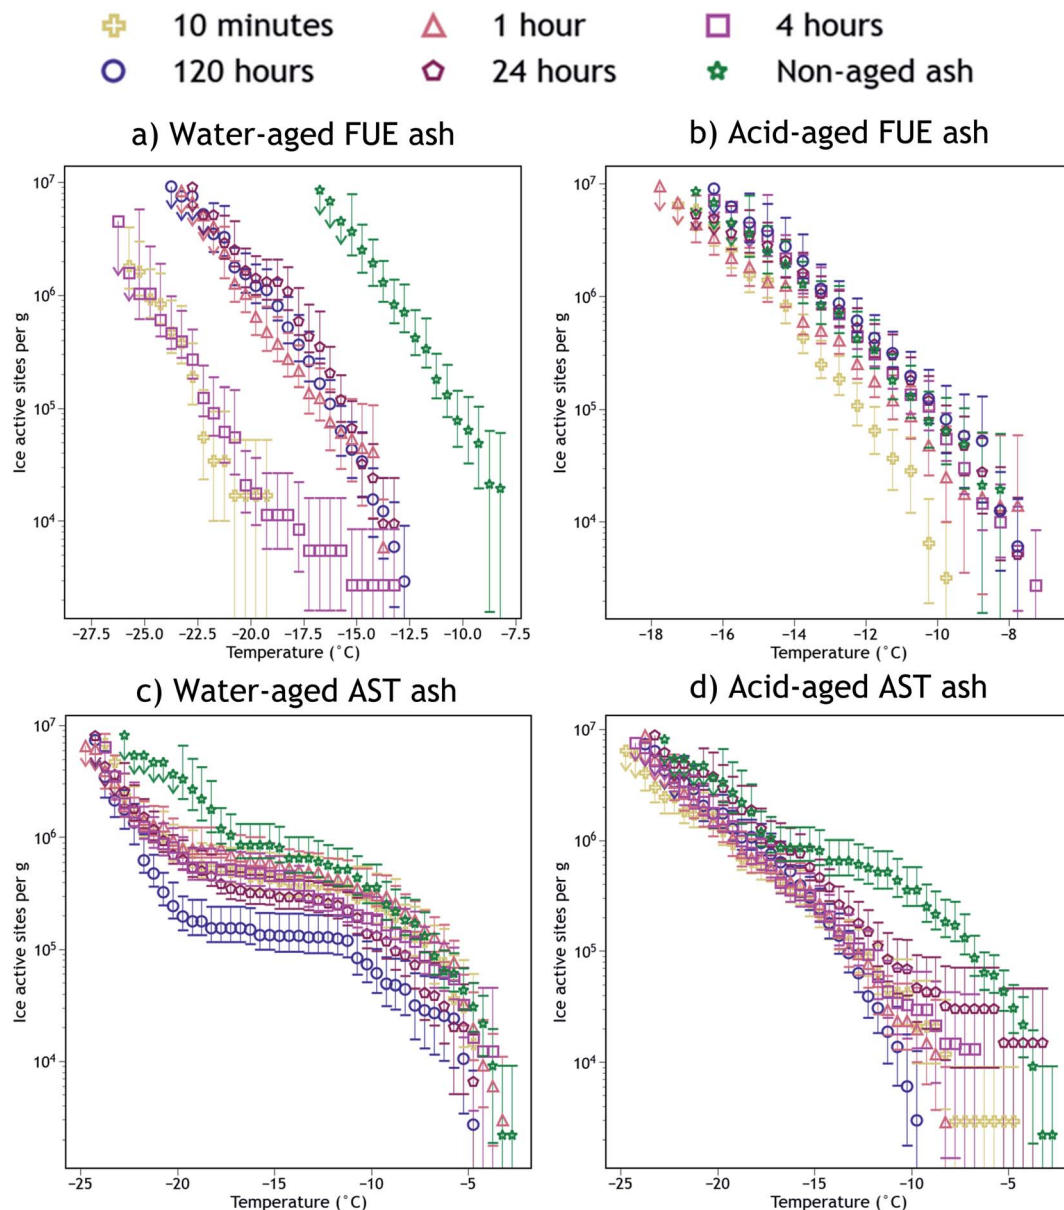 10 minutes 1 hour 4 hours
120 hours 24 hours Non-aged ash
a) Water-aged FUE ash
b) Acid-aged FUE ash
Ice active sites per g
10⁷
10⁶
10⁵
10⁴
−27.5 −25.0 −22.5 −20.0 −17.5 −15.0 −12.5 −10.0 −7.5
Temperature (˚C)
Ice active sites per g
10⁷
10⁶
10⁵
10⁴
−18 −16 −14 −12 −10 −8
Temperature (˚C)
c) Water-aged AST ash
d) Acid-aged AST ash
Ice active sites per g
10⁷
10⁶
10⁵
10⁴
−25 −20 −15 −10 −5
Temperature (˚C)
Ice active sites per g
10⁷
10⁶
10⁵
10⁴
−25 −20 −15 −10 −5
Temperature (˚C)